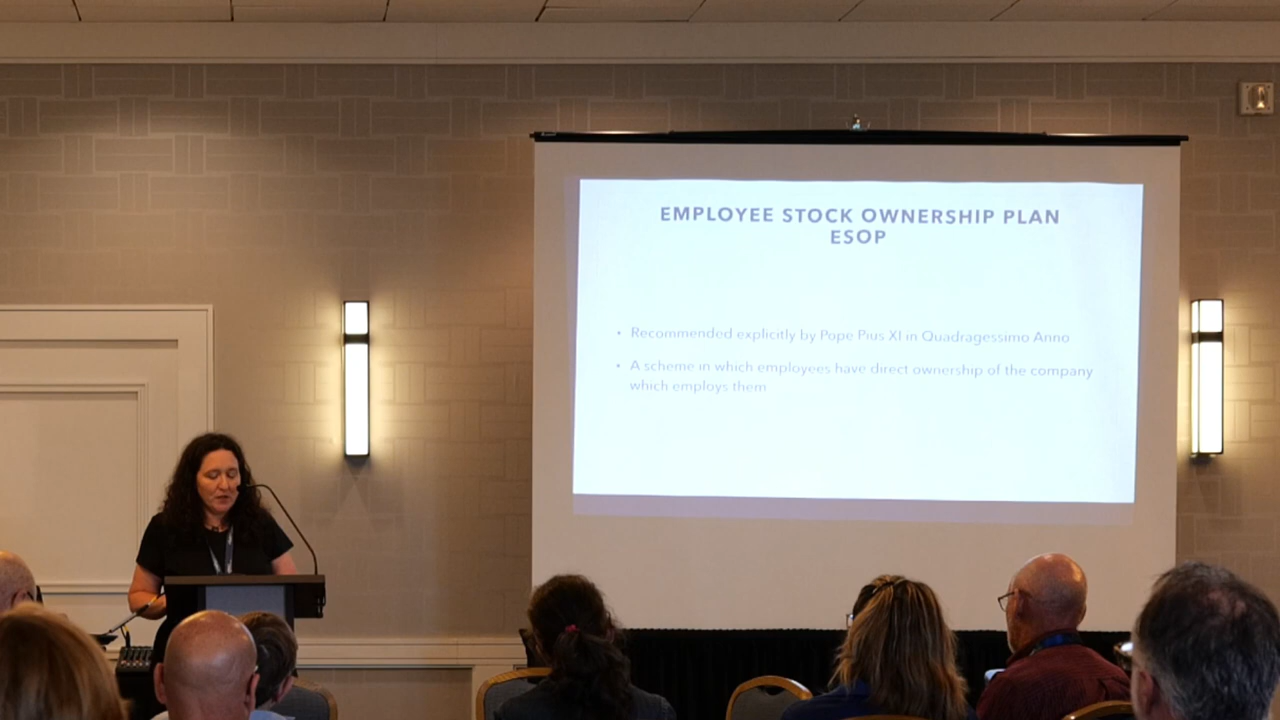 EMPLOYEE STOCK OWNERSHIP PLAN
ESOP
• Recommended explicitly by Pope Pius XI in Quadragessimo Anno
• A scheme in which employees have direct ownership of the company
which employs them